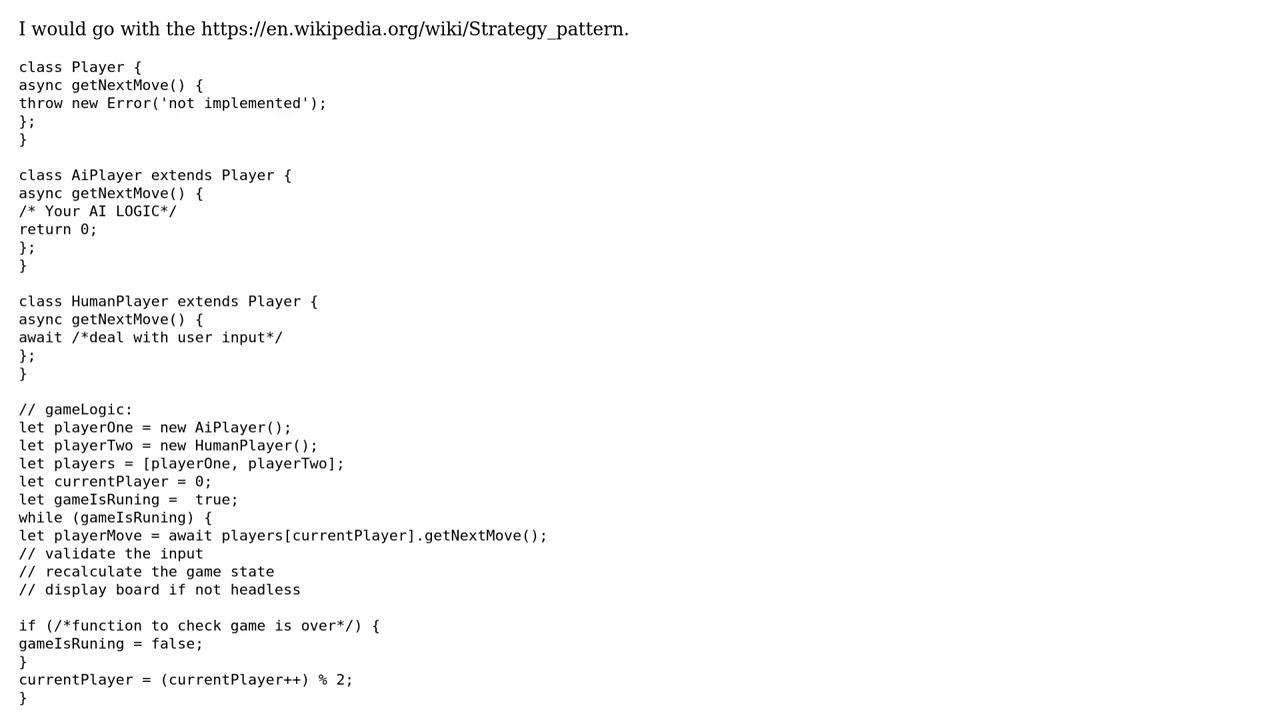 I would go with the https://en.wikipedia.org/wiki/Strategy_pattern.
class Player {
async getNextMove() {
throw new Error('not implemented');
};
}
class AiPlayer extends Player {
async getNextMove() {
/* Your AI LOGIC*/
return 0;
};
}
class HumanPlayer extends Player {
async getNextMove() {
await /*deal with user input*/
};
}
// gameLogic:
let playerOne = new AiPlayer();
let playerTwo = new HumanPlayer();
let players = [playerOne, playerTwo];
let currentPlayer = 0;
let gameIsRuning =  true;
while (gameIsRuning) {
let playerMove = await players[currentPlayer].getNextMove();
// validate the input
// recalculate the game state
// display board if not headless
if (/*function to check game is over*/) {
gameIsRuning = false;
}
currentPlayer = (currentPlayer++) % 2;
}